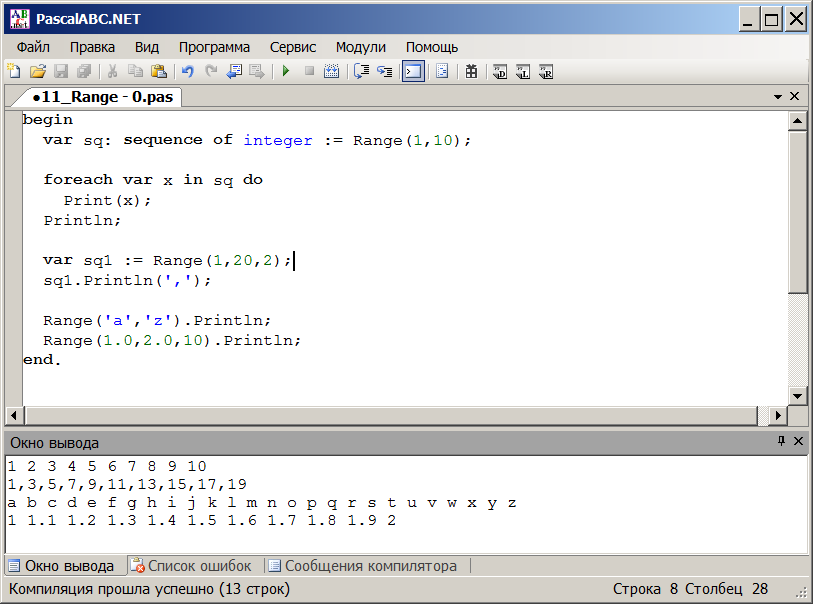 PascalABC.NET
Файл Правка Вид Программа Сервис Модули Помощь
•11_Range - 0.pas
begin
var sq: sequence of integer := Range(1,10);
foreach var x in sq do
Print(x);
Println;
var sq1 := Range(1,20,2);
sq1.Println(',');
Range('a','z').Println;
Range(1.0,2.0,10).Println;
end.
Окно вывода
1 2 3 4 5 6 7 8 9 10
1,3,5,7,9,11,13,15,17,19
a b c d e f g h i j k l m n o p q r s t u v w x y z
1 1.1 1.2 1.3 1.4 1.5 1.6 1.7 1.8 1.9 2
Окно вывода Список ошибок Сообщения компилятора
Компиляция прошла успешно (13 строк) Строка 8 Столбец 28